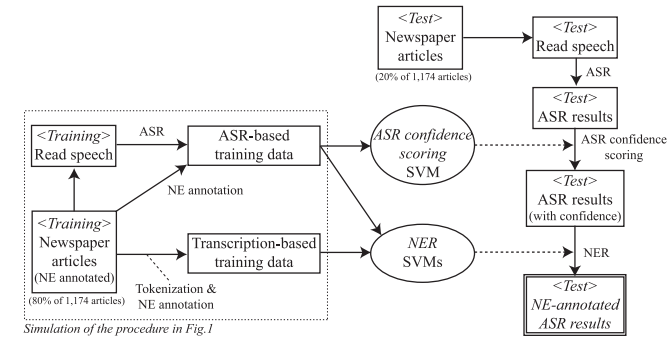 <Test>
Newspaper
articles
(20% of 1,174 articles)
<Test>
Read speech
ASR
<Test>
ASR results
ASR confidence
scoring
<Test>
ASR results
(with confidence)
NER
<Test>
NE-annotated
ASR results
<Training>
Read speech
ASR
ASR-based
training data
NE annotation
<Training>
Newspaper
articles
(NE annotated)
(80% of 1,174 articles)
Transcription-based
training data
Tokenization &
NE annotation
ASR confidence
scoring
SVM
NER
SVMs
Simulation of the procedure in Fig.1